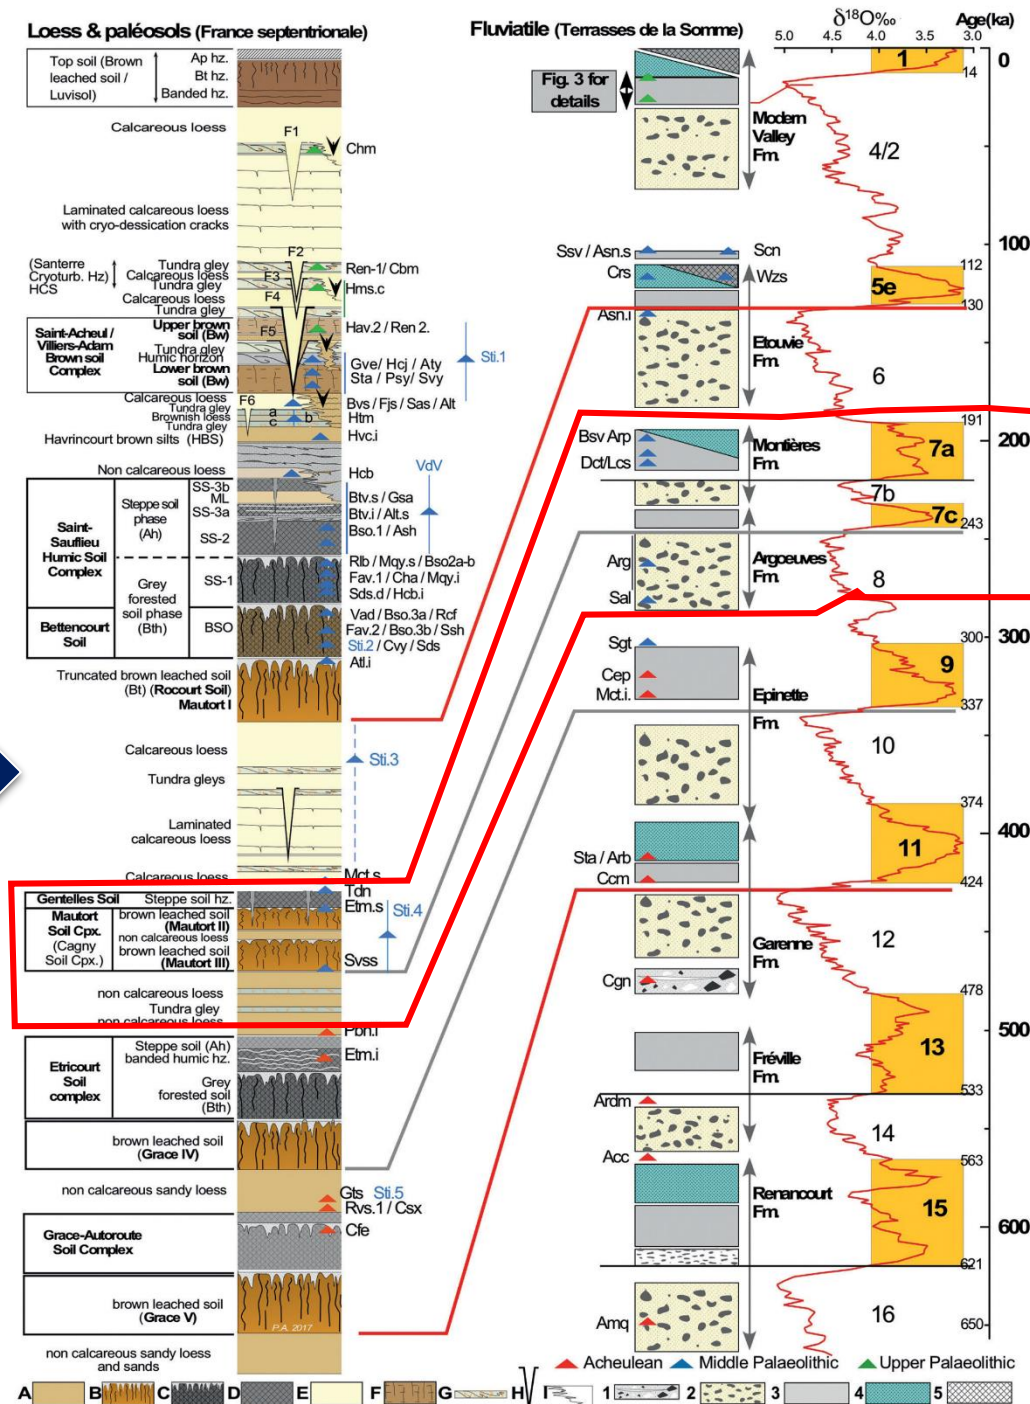 Loess & paléosols (France septentrionale)
Top soil (Brown
leached soil /
Luvisol)
Ap hz.
Bt hz.
Banded hz.
Calcareous loess
F1
Chm
Laminated calcareous loess
with cryo-dessication cracks
F2
(Santerre
Cryoturb. Hz)
HCS
Tundra gley
Calcareous loess
Tundra gley
Calcareous loess
Tundra gley
F3
F4
Ren-1/ Cbm
Hms.c
Saint-Acheul /
Villiers-Adam
Brown soil
Complex
Upper brown
soil (Bw)
Tundra gley
Humic horizon
Lower brown
soil (Bw)
F5
Hav.2 / Ren 2.
Sti.1
Gve/ Hcj / Aty
Sta / Psy/ Svy
Calcareous loess
Tundra gley
Brownish loess
Tundra gley
F6
a
b
c
Bvs / Fjs / Sas / Alt
Htm
Havrincourt brown silts (HBS)
Hvc.i
Non calcareous loess
Hcb
VdV
Saint-
Sauflieu
Humic Soil
Complex
Steppe soil
phase
(Ah)
SS-3b
ML
SS-3a
SS-2
Btv.s / Gsa
Btv.i / Alt.s
Bso.1 / Ash
Grey
forested
soil phase
(Bth)
SS-1
Rlb / Mqy.s / Bso2a-b
Fav.1 / Cha / Mqy.i
Sds.d / Hcb.i
Bettencourt
Soil
BSO
Vad / Bso.3a / Rcf
Fav.2 / Bso.3b / Ssh
Sti.2 / Cvy / Sds
Atl.i
Truncated brown leached soil
(Bt) (Rocourt Soil)
Mautort I
Calcareous loess
Sti.3
Tundra gleys
Laminated
calcareous loess
Calcareous loess
Mct.s
Gentelles Soil
Steppe soil hz.
Tdn
Etm.s
Sti.4
Mautort
Soil Cpx.
(Cagny
Soil Cpx.)
brown leached soil
(Mautort II)
non calcareous loess
brown leached soil
(Mautort III)
Svss
non calcareous loess
Tundra gley
non calcareous loess
Pbn.i
Etricourt
Soil
complex
Steppe soil (Ah)
banded humic hz.
Etm.i
Grey
forested soil
(Bth)
brown leached soil
(Grace IV)
non calcareous sandy loess
Gts
Sti.5
Rvs.1 / Csx
Grace-Autoroute
Soil Complex
Cfe
brown leached soil
(Grace V)
P.A. 2017
non calcareous sandy loess
and sands
Fluviatile (Terrasses de la Somme)
Fig. 3 for
details
Modern
Valley
Fm.
Ssv / Asn.s
Scn
Crs
Wzs
Asn.i
Etouvie
Fm.
Bsv Arp
Dct/Lcs
Montières
Fm.
Arg
Sal
Argoeuves
Fm.
Sgt
Cep
Mct.i.
Epinette
Fm.
Sta / Arb
Ccm
Garenne
Fm.
Cgn
Fréville
Fm.
Ardm
Acc
Renancourt
Fm.
Amq
δ18O‰
Age(ka)
5.0 4.5 4.0 3.5 3.0
1
0
14
4/2
100
112
5e
130
6
191
200
7a
7b
7c
243
8
300
9
337
10
374
400
11
424
12
478
500
13
533
14
563
15
600
621
16
650
Acheulean
Middle Palaeolithic
Upper Palaeolithic
A B C D E F G H I 1 2 3 4 5